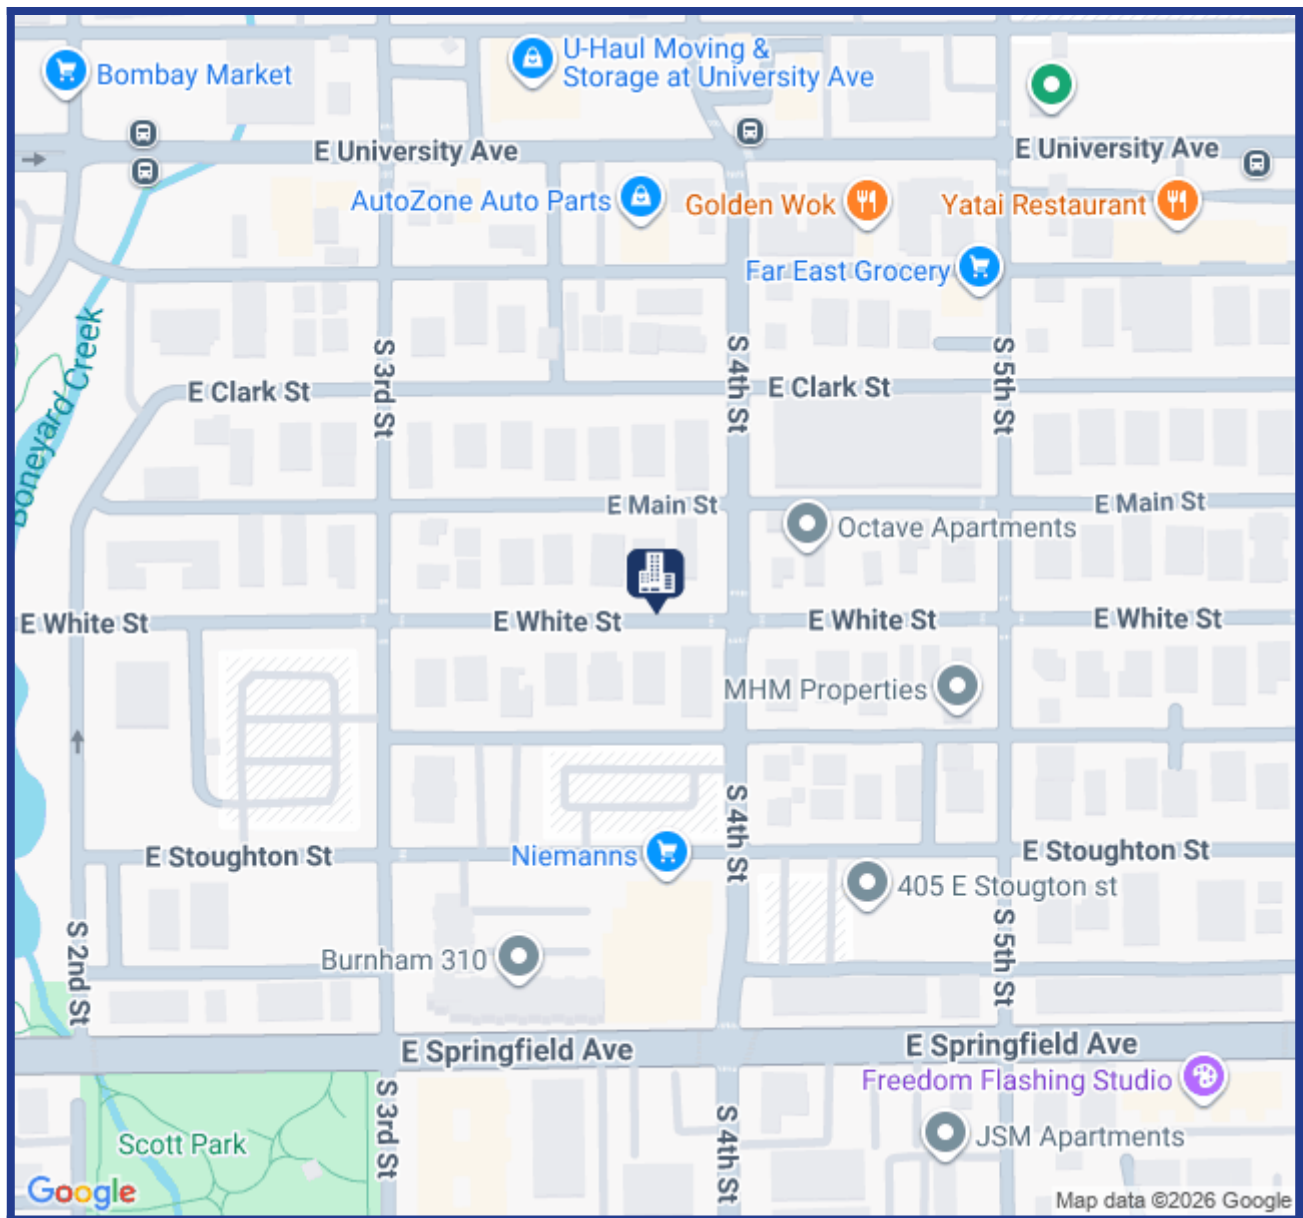 U-Haul Moving &
Storage at University Ave
Bombay Market
E University Ave
E University Ave
AutoZone Auto Parts
Golden Wok
Yatai Restaurant
Far East Grocery
Boneyard Creek
S 3rd St
S 4th St
S 5th St
E Clark St
E Clark St
E Main St
E Main St
Octave Apartments
E White St
E White St
E White St
E White St
MHM Properties
S 4th St
E Stoughton St
Niemanns
E Stoughton St
405 E Stougton st
S 2nd St
Burnham 310
S 5th St
E Springfield Ave
E Springfield Ave
Freedom Flashing Studio
S 3rd St
S 4th St
Scott Park
JSM Apartments
Google
Map data ©2026 Google